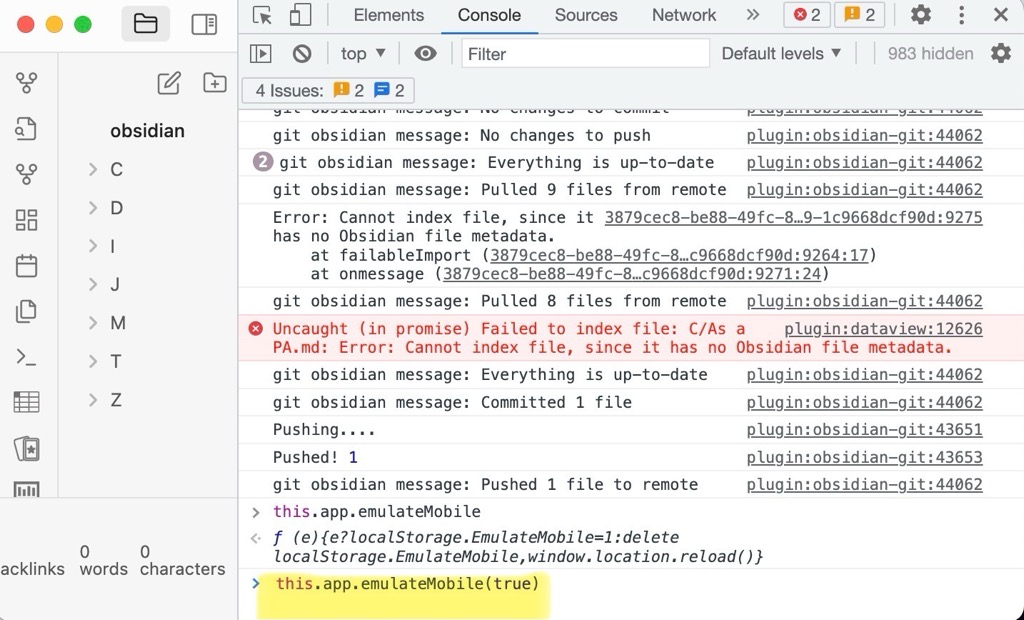 Elements Console Sources Network 2 2
top Filter Default levels 983 hidden
4 Issues: 2 2
obsidian
C
D
I
J
M
T
Z
0 0
acklinks words characters
git obsidian message: No changes to commit plugin:obsidian-git:44062
git obsidian message: No changes to push plugin:obsidian-git:44062
2 git obsidian message: Everything is up-to-date plugin:obsidian-git:44062
git obsidian message: Pulled 9 files from remote plugin:obsidian-git:44062
Error: Cannot index file, since it 3879cec8-be88-49fc-8…9-1c9668dcf90d:9275
has no Obsidian file metadata.
at failableImport (3879cec8-be88-49fc-8…c9668dcf90d:9264:17)
at onmessage (3879cec8-be88-49fc-8…c9668dcf90d:9271:24)
git obsidian message: Pulled 8 files from remote plugin:obsidian-git:44062
Uncaught (in promise) Failed to index file: C/As a plugin:dataview:12626
PA.md: Error: Cannot index file, since it has no Obsidian file metadata.
git obsidian message: Everything is up-to-date plugin:obsidian-git:44062
git obsidian message: Committed 1 file plugin:obsidian-git:44062
Pushing.... plugin:obsidian-git:43651
Pushed! 1 plugin:obsidian-git:43653
git obsidian message: Pushed 1 file to remote plugin:obsidian-git:44062
> this.app.emulateMobile
ƒ (e){e?localStorage.EmulateMobile=1:delete
localStorage.EmulateMobile,window.location.reload()}
> this.app.emulateMobile(true)